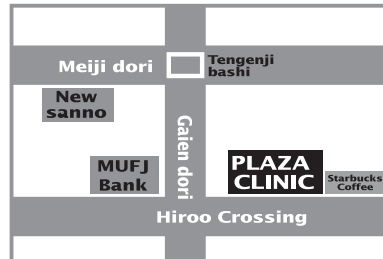 Meiji dori
Tengenji
bashi
New
sanno
Gaien dori
MUFJ
Bank
PLAZA
CLINIC
Starbucks
Coffee
Hiroo Crossing